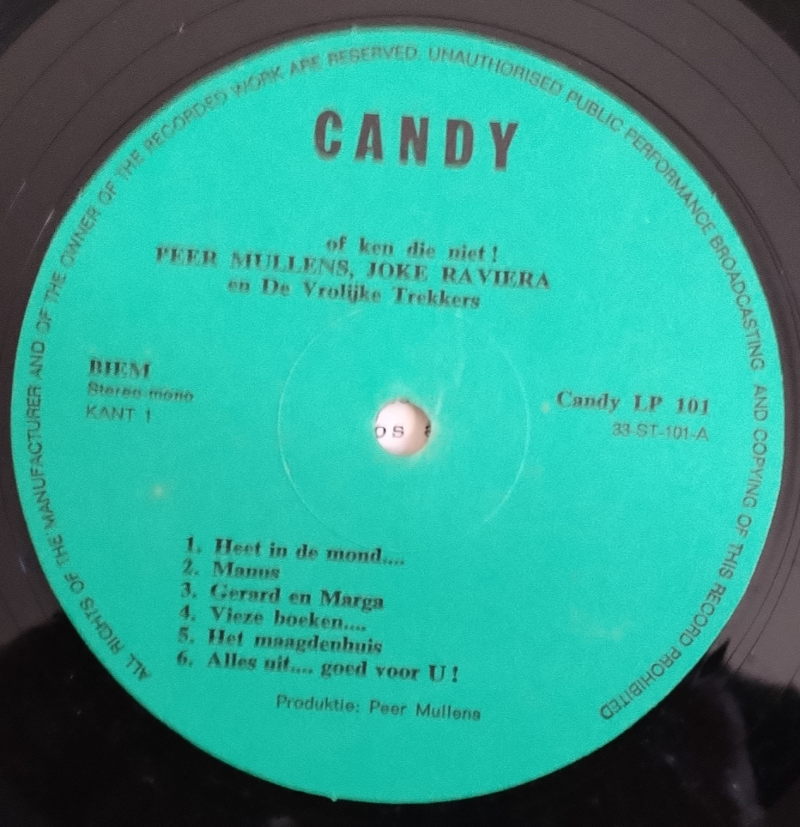 ALL RIGHTS OF THE MANUFACTURER AND OF THE OWNER OF THE RECORDED WORK ARE RESERVED. UNAUTHORISED PUBLIC PERFORMANCE BROADCASTING AND COPYING OF THIS RECORD PROHIBITED
CANDY
of ken die niet!
PEER MULLENS, JOKE RAVIERA
en De Vrolijke Trekkers
BIEM
Stereo-mono
KANT 1
Candy LP 101
33-ST-101-A
1. Heet in de mond....
2. Manus
3. Gerard en Marga
4. Vieze boeken....
5. Het maagdenhuis
6. Alles uit.... goed voor U!
Produktie: Peer Mullens